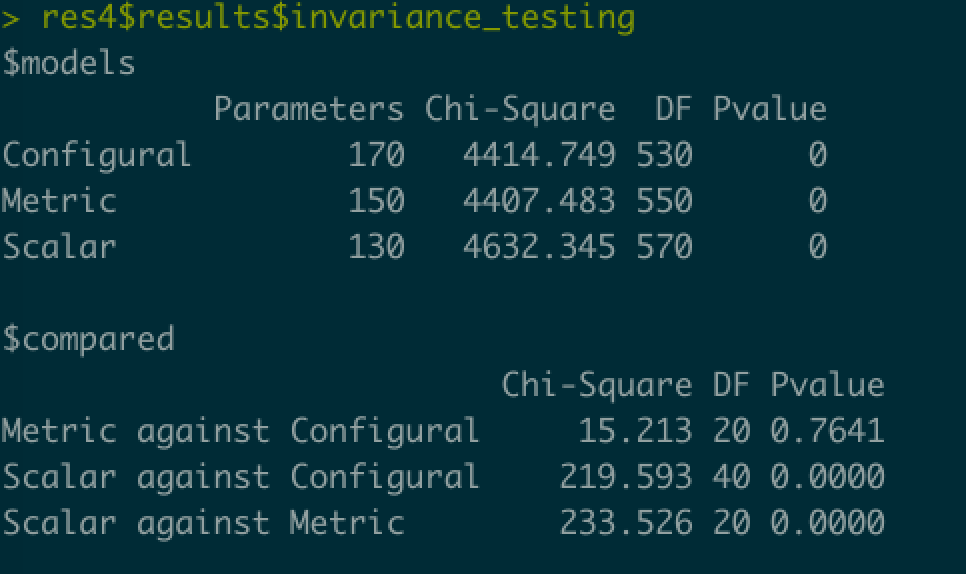 > res4$results$invariance_testing
$models
Parameters Chi-Square DF Pvalue
Configural 170 4414.749 530 0
Metric 150 4407.483 550 0
Scalar 130 4632.345 570 0
$compared
Chi-Square DF Pvalue
Metric against Configural 15.213 20 0.7641
Scalar against Configural 219.593 40 0.0000
Scalar against Metric 233.526 20 0.0000